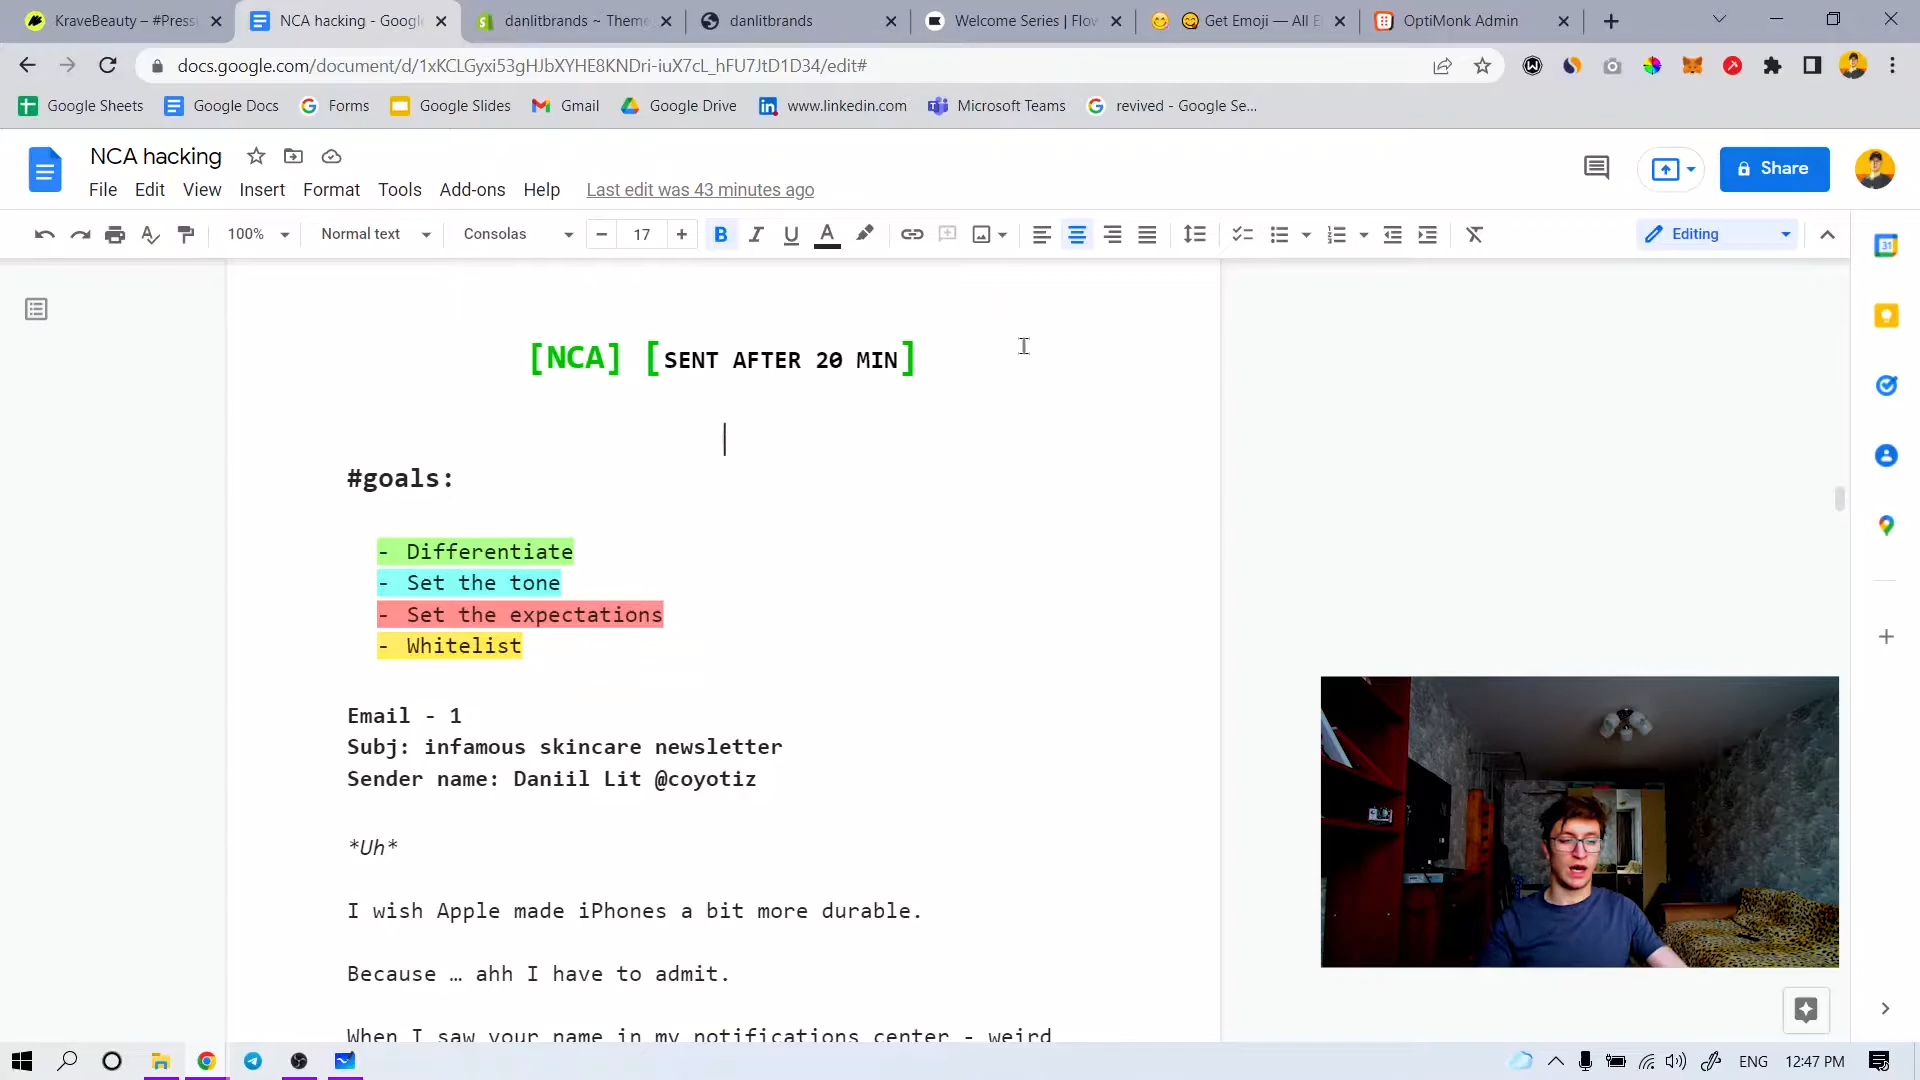 KraveBeauty – #Press
NCA hacking - Google
danlitbrands ~ Theme
danlitbrands
Welcome Series | Flow
Get Emoji — All E
OptiMonk Admin
docs.google.com/document/d/1xKCLGyxi53gHJbXYHE8KNDri-iuX7cL_hFU7JtD1D34/edit#
Google Sheets
Google Docs
Forms
Google Slides
Gmail
Google Drive
www.linkedin.com
Microsoft Teams
revived - Google Se...
NCA hacking
Share
File Edit View Insert Format Tools Add-ons Help Last edit was 43 minutes ago
100% Normal text Consolas 17 Editing
[NCA] [SENT AFTER 20 MIN]
#goals:
- Differentiate
- Set the tone
- Set the expectations
- Whitelist
Email - 1
Subj: infamous skincare newsletter
Sender name: Daniil Lit @coyotiz
*Uh*
I wish Apple made iPhones a bit more durable.
Because … ahh I have to admit.
When I saw your name in my notifications center - weird
ENG 12:47 PM